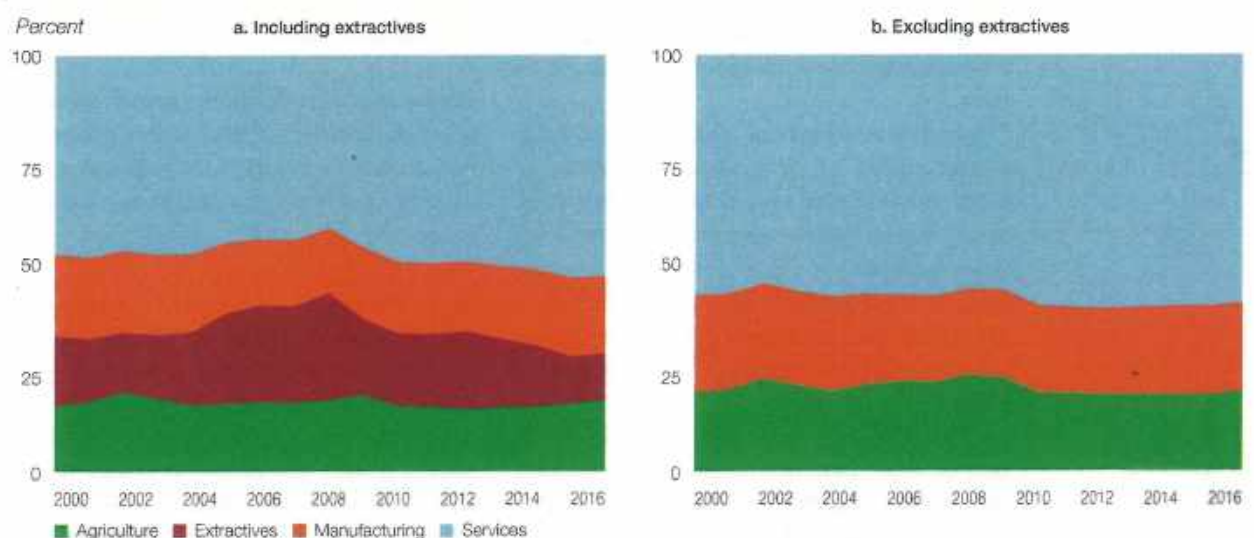 Percent
a. Including extractives
100
75
50
25
0
2000 2002 2004 2006 2008 2010 2012 2014 2016
Agriculture Extractives Manufacturing Services
b. Excluding extractives
100
75
50
25
0
2000 2002 2004 2006 2008 2010 2012 2014 2016